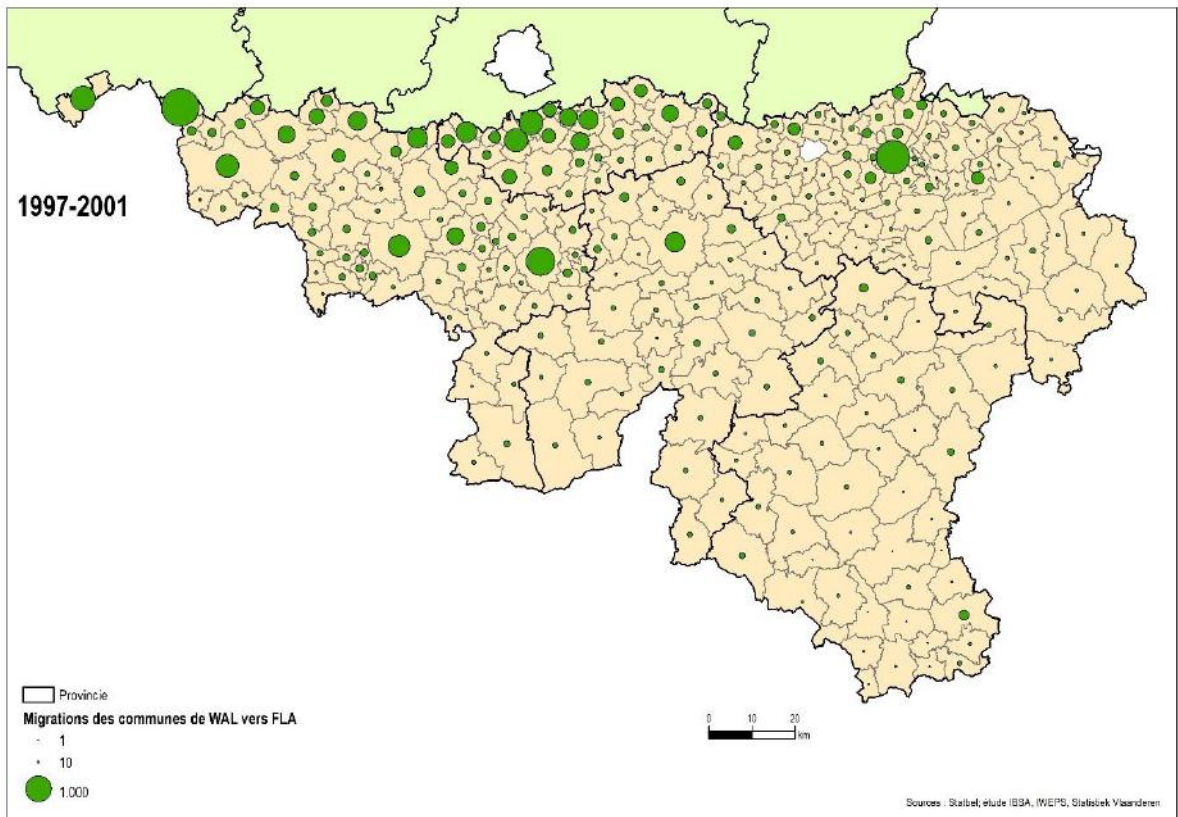 1997-2001
Provincie
Migrations des communes de WAL vers FLA
1
10
1.000
0 10 20
km
Sources : Statbel; étude IBSA, IWEPS, Statistiek Vlaanderen